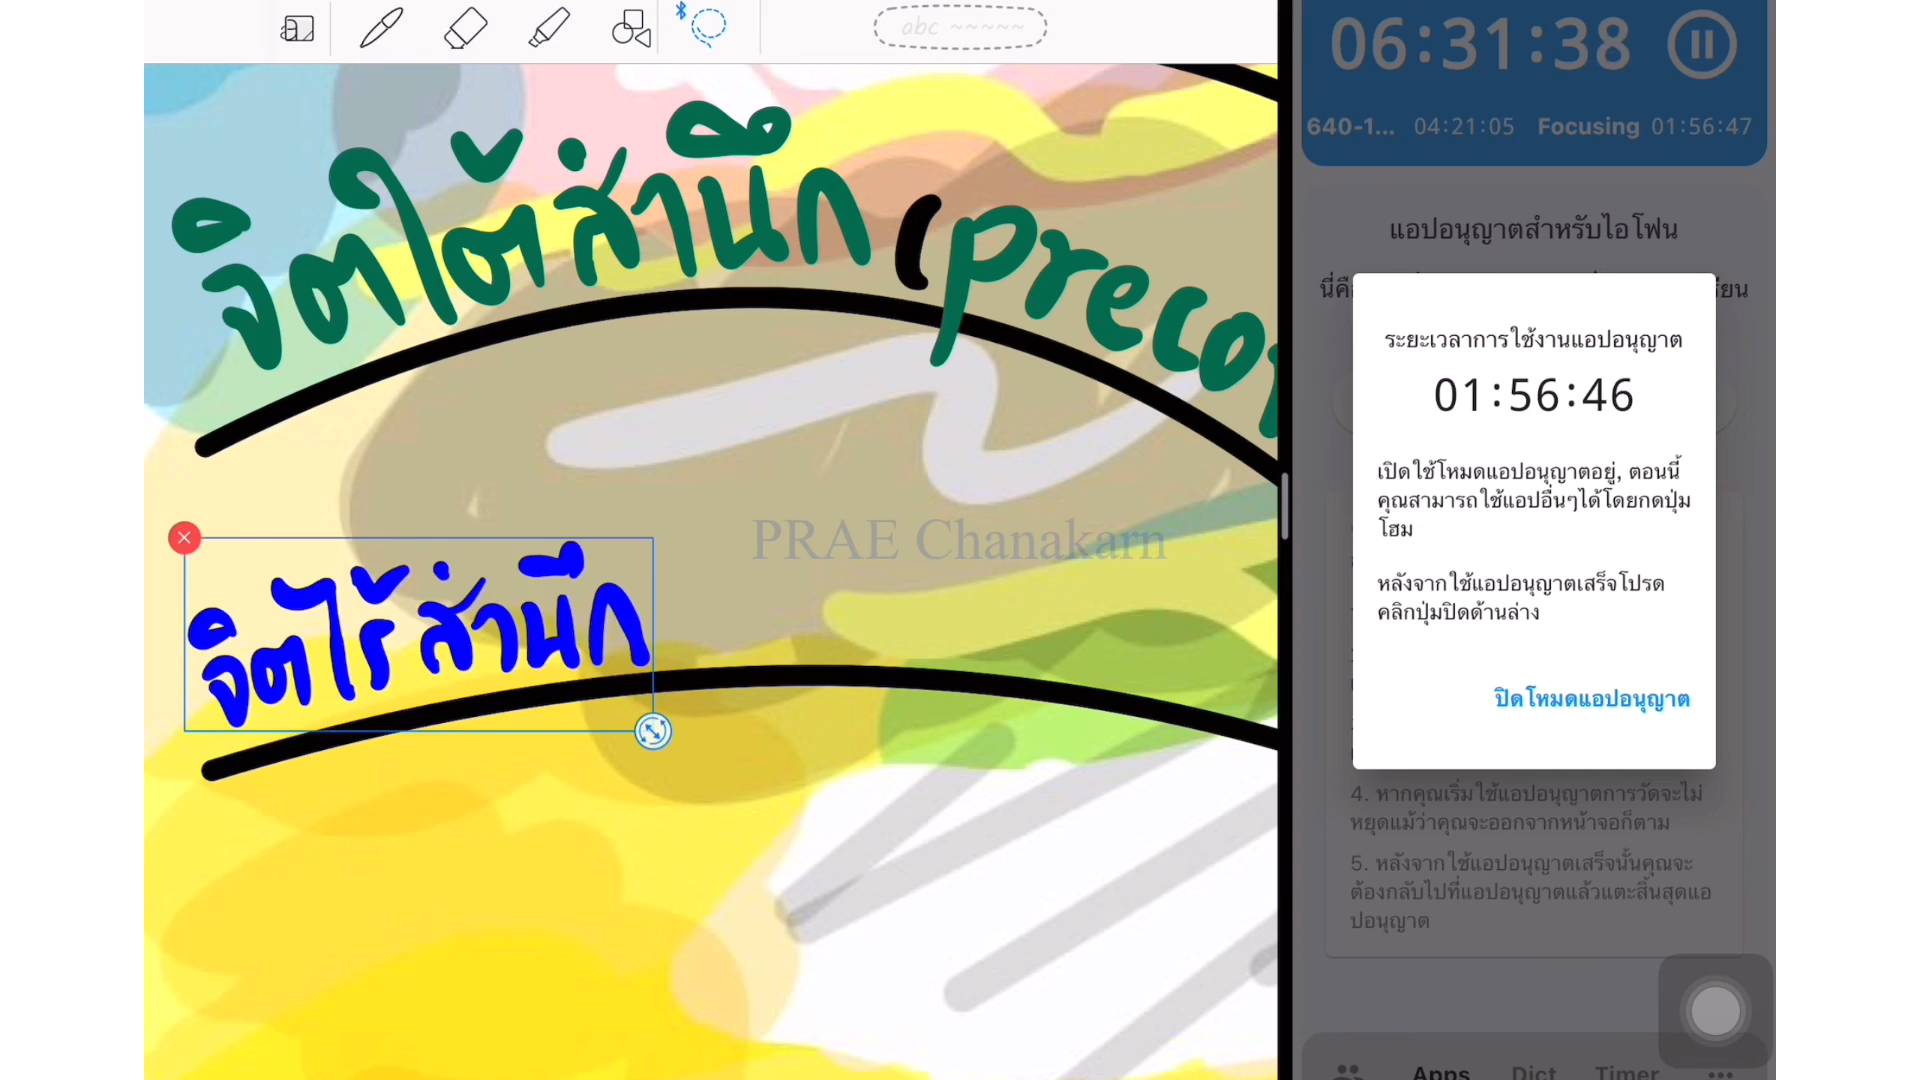 abc ~~~~~
จิตใต้สำนึก (preco
จิตไร้สำนึก
PRAE Chanakarn
06:31:38
640-1... 04:21:05 Focusing 01:56:47
แอปอนุญาตสำหรับไอโฟน
นี่คื
รียน
ระยะเวลาการใช้งานแอปอนุญาต
01:56:46
เปิดใช้โหมดแอปอนุญาตอยู่, ตอนนี้
คุณสามารถใช้แอปอื่นๆได้โดยกดปุ่ม
โฮม
หลังจากใช้แอปอนุญาตเสร็จโปรด
คลิกปุ่มปิดด้านล่าง
ปิดโหมดแอปอนุญาต
4. หากคุณเริ่มใช้แอปอนุญาตการวัดจะไม่
หยุดแม้ว่าคุณจะออกจากหน้าจอก็ตาม
5. หลังจากใช้แอปอนุญาตเสร็จนั้นคุณจะ
ต้องกลับไปที่แอปอนุญาตแล้วแตะสิ้นสุดแอ
ปอนุญาต
Apps Dict Timer